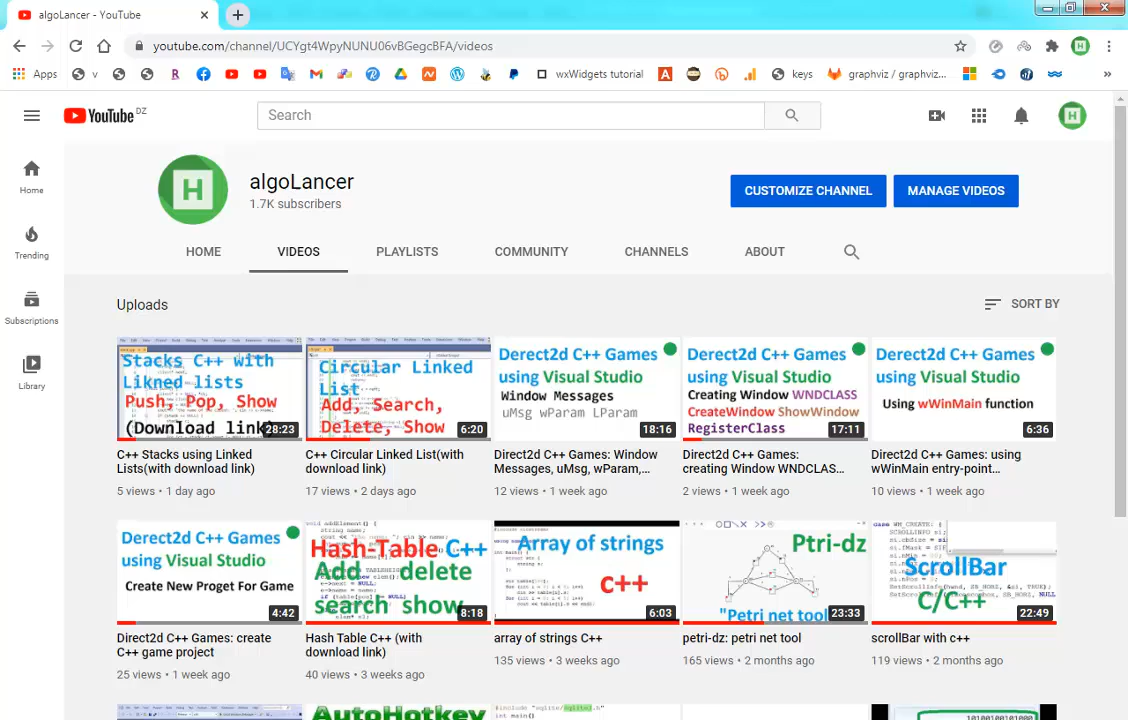 algoLancer - YouTube
youtube.com/channel/UCYgt4WpyNUNU06vBGegcBFA/videos
Apps
v
wxWidgets tutorial
keys
graphviz / graphviz...
YouTube DZ
Search
Home
Trending
Subscriptions
Library
algoLancer
1.7K subscribers
CUSTOMIZE CHANNEL
MANAGE VIDEOS
HOME VIDEOS PLAYLISTS COMMUNITY CHANNELS ABOUT
Uploads
SORT BY
Stacks C++ with
Likned lists
Push, Pop, Show
(Download link)
28:23
C++ Stacks using Linked
Lists(with download link)
5 views • 1 day ago
Circular Linked
List
Add, Search,
Delete, Show
6:20
C++ Circular Linked List(with
download link)
17 views • 2 days ago
Derect2d C++ Games
using Visual Studio
Window Messages
uMsg wParam LParam
18:16
Direct2d C++ Games: Window
Messages, uMsg, wParam,...
12 views • 1 week ago
Derect2d C++ Games
using Visual Studio
Creating Window WNDCLASS
CreateWindow ShowWindow
RegisterClass
17:11
Direct2d C++ Games:
creating Window WNDCLAS...
2 views • 1 week ago
Derect2d C++ Games
using Visual Studio
Using wWinMain function
6:36
Direct2d C++ Games: using
wWinMain entry-point...
10 views • 1 week ago
Derect2d C++ Games
using Visual Studio
Create New Proget For Game
4:42
Direct2d C++ Games: create
C++ game project
25 views • 1 week ago
void addElement() {
string name;
Hash-Table C++
Add delete
search show
8:18
Hash Table C++ (with
download link)
40 views • 3 weeks ago
Array of strings
c++
6:03
array of strings C++
135 views • 3 weeks ago
Ptri-dz
"Petri net tool
23:33
petri-dz: petri net tool
165 views • 2 months ago
case WM_CREATE: {
ScrollBar
C/C++
22:49
scrollBar with c++
119 views • 2 months ago
AutoHotkey
int main()
10100101000